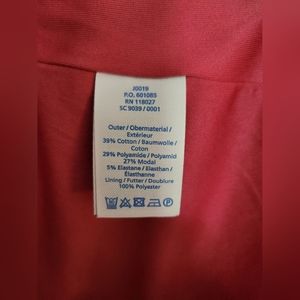 J0019
P.O. 601085
RN 118027
SC 9039 / 0001
Outer / Obermaterial /
Extérieur
39% Cotton / Baumwolle /
Coton
29% Polyamide / Polyamid
27% Modal
5% Elastane / Elasthan /
Élasthanne
Lining / Futter / Doublure
100% Polyester
P